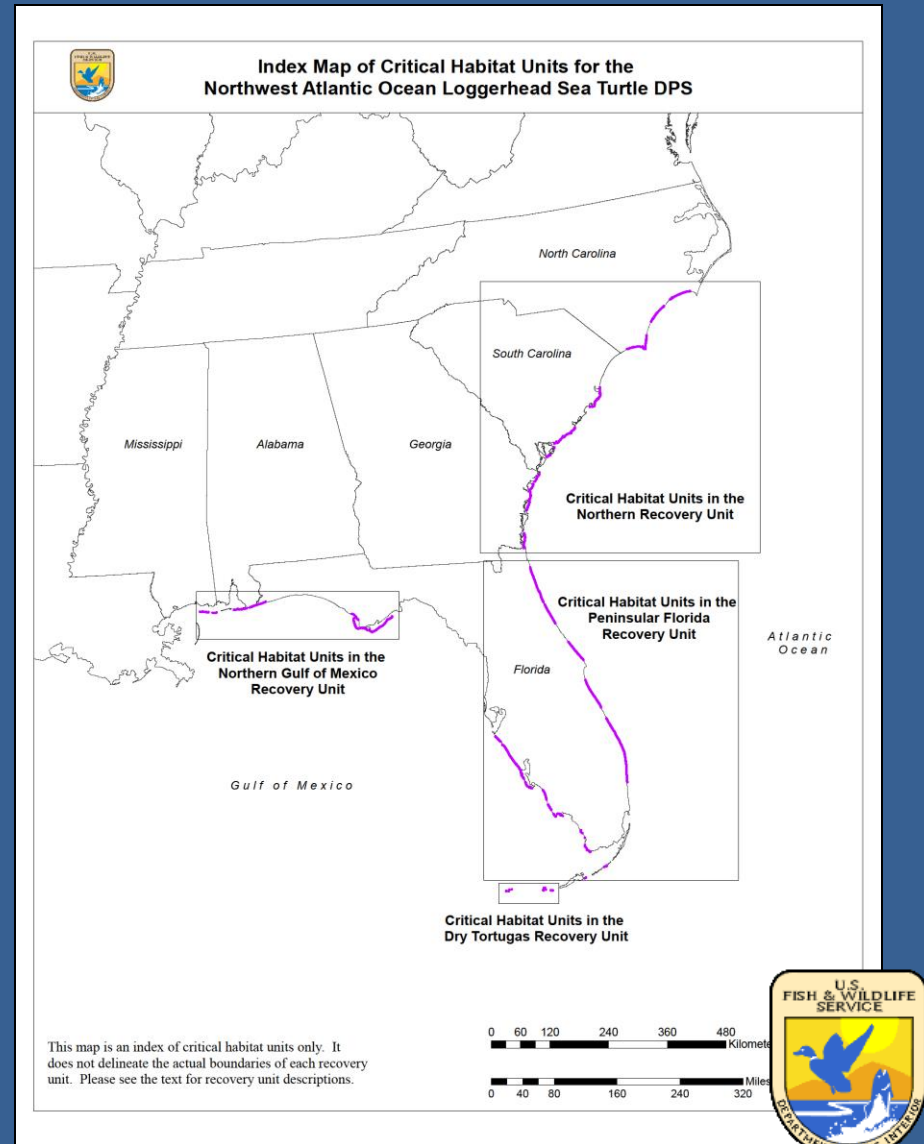 Index Map of Critical Habitat Units for the
Northwest Atlantic Ocean Loggerhead Sea Turtle DPS
North Carolina
South Carolina
Mississippi
Alabama
Georgia
Critical Habitat Units in the
Northern Recovery Unit
Critical Habitat Units in the
Peninsular Florida
Recovery Unit
Atlantic
Ocean
Critical Habitat Units in the
Northern Gulf of Mexico
Recovery Unit
Florida
Gulf of Mexico
Critical Habitat Units in the
Dry Tortugas Recovery Unit
This map is an index of critical habitat units only. It
does not delineate the actual boundaries of each recovery
unit. Please see the text for recovery unit descriptions.
0 60 120 240 360 480
Kilomete
Miles
0 40 80 160 240 320
U.S.
FISH & WILDLIFE
SERVICE